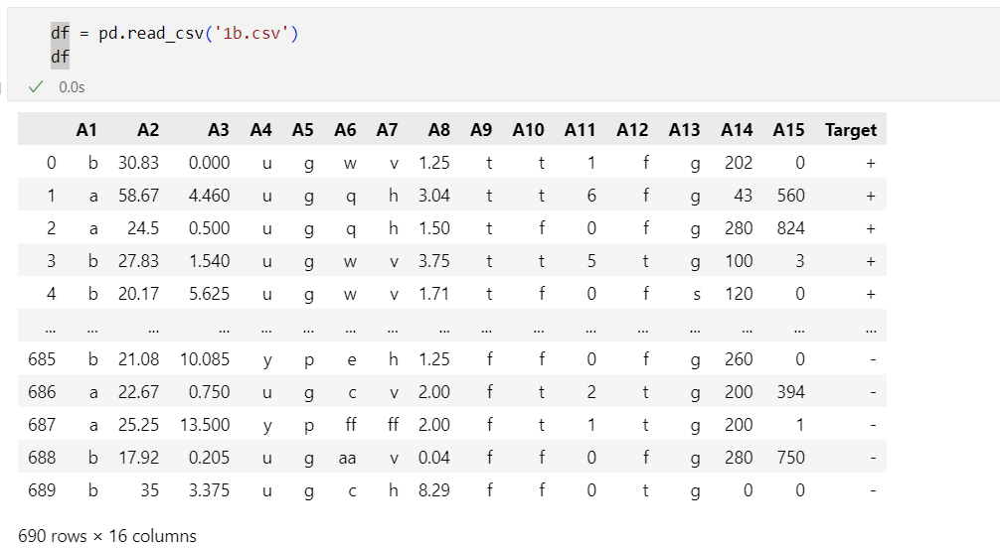 df = pd.read_csv('1b.csv')
df
0.0s
A1 A2 A3 A4 A5 A6 A7 A8 A9 A10 A11 A12 A13 A14 A15 Target
0 b 30.83 0.000 u g w v 1.25 t t 1 f g 202 0 +
1 a 58.67 4.460 u g q h 3.04 t t 6 f g 43 560 +
2 a 24.5 0.500 u g q h 1.50 t f 0 f g 280 824 +
3 b 27.83 1.540 u g w v 3.75 t t 5 t g 100 3 +
4 b 20.17 5.625 u g w v 1.71 t f 0 f s 120 0 +
... ... ... ... ... ... ... ... ... ... ... ... ... ... ... ... ...
685 b 21.08 10.085 y p e h 1.25 f f 0 f g 260 0 -
686 a 22.67 0.750 u g c v 2.00 f t 2 t g 200 394 -
687 a 25.25 13.500 y p ff ff 2.00 f t 1 t g 200 1 -
688 b 17.92 0.205 u g aa v 0.04 f f 0 f g 280 750 -
689 b 35 3.375 u g c h 8.29 f f 0 t g 0 0 -
690 rows × 16 columns